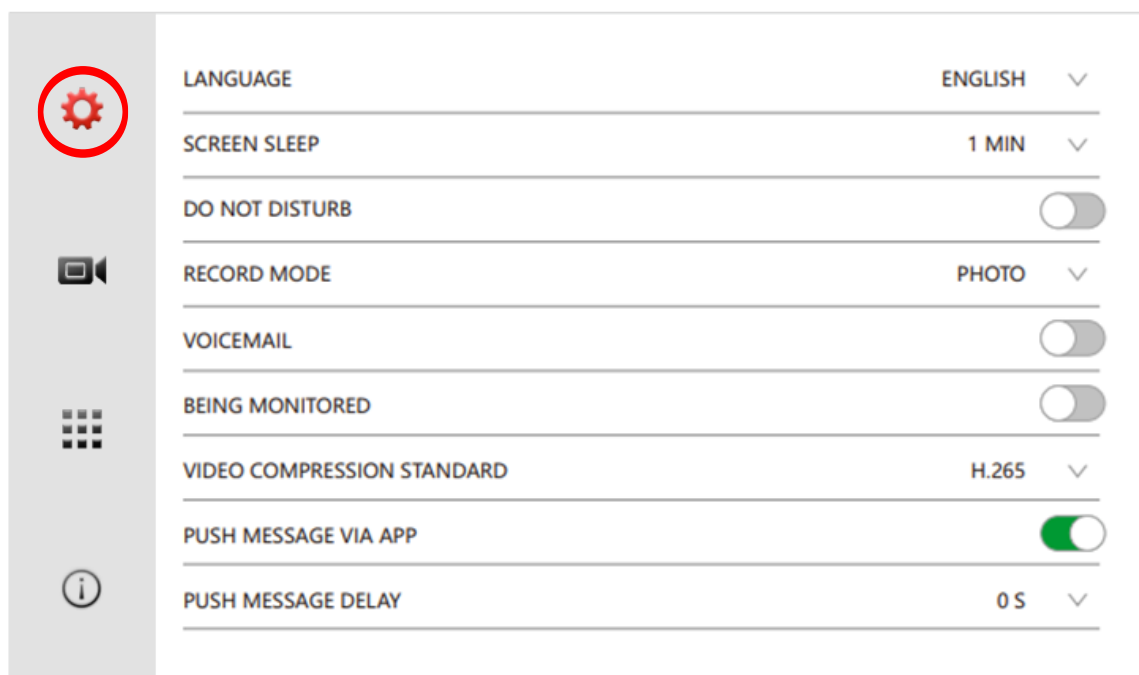 LANGUAGE ENGLISH
SCREEN SLEEP 1 MIN
DO NOT DISTURB
RECORD MODE PHOTO
VOICEMAIL
BEING MONITORED
VIDEO COMPRESSION STANDARD H.265
PUSH MESSAGE VIA APP
PUSH MESSAGE DELAY 0 S